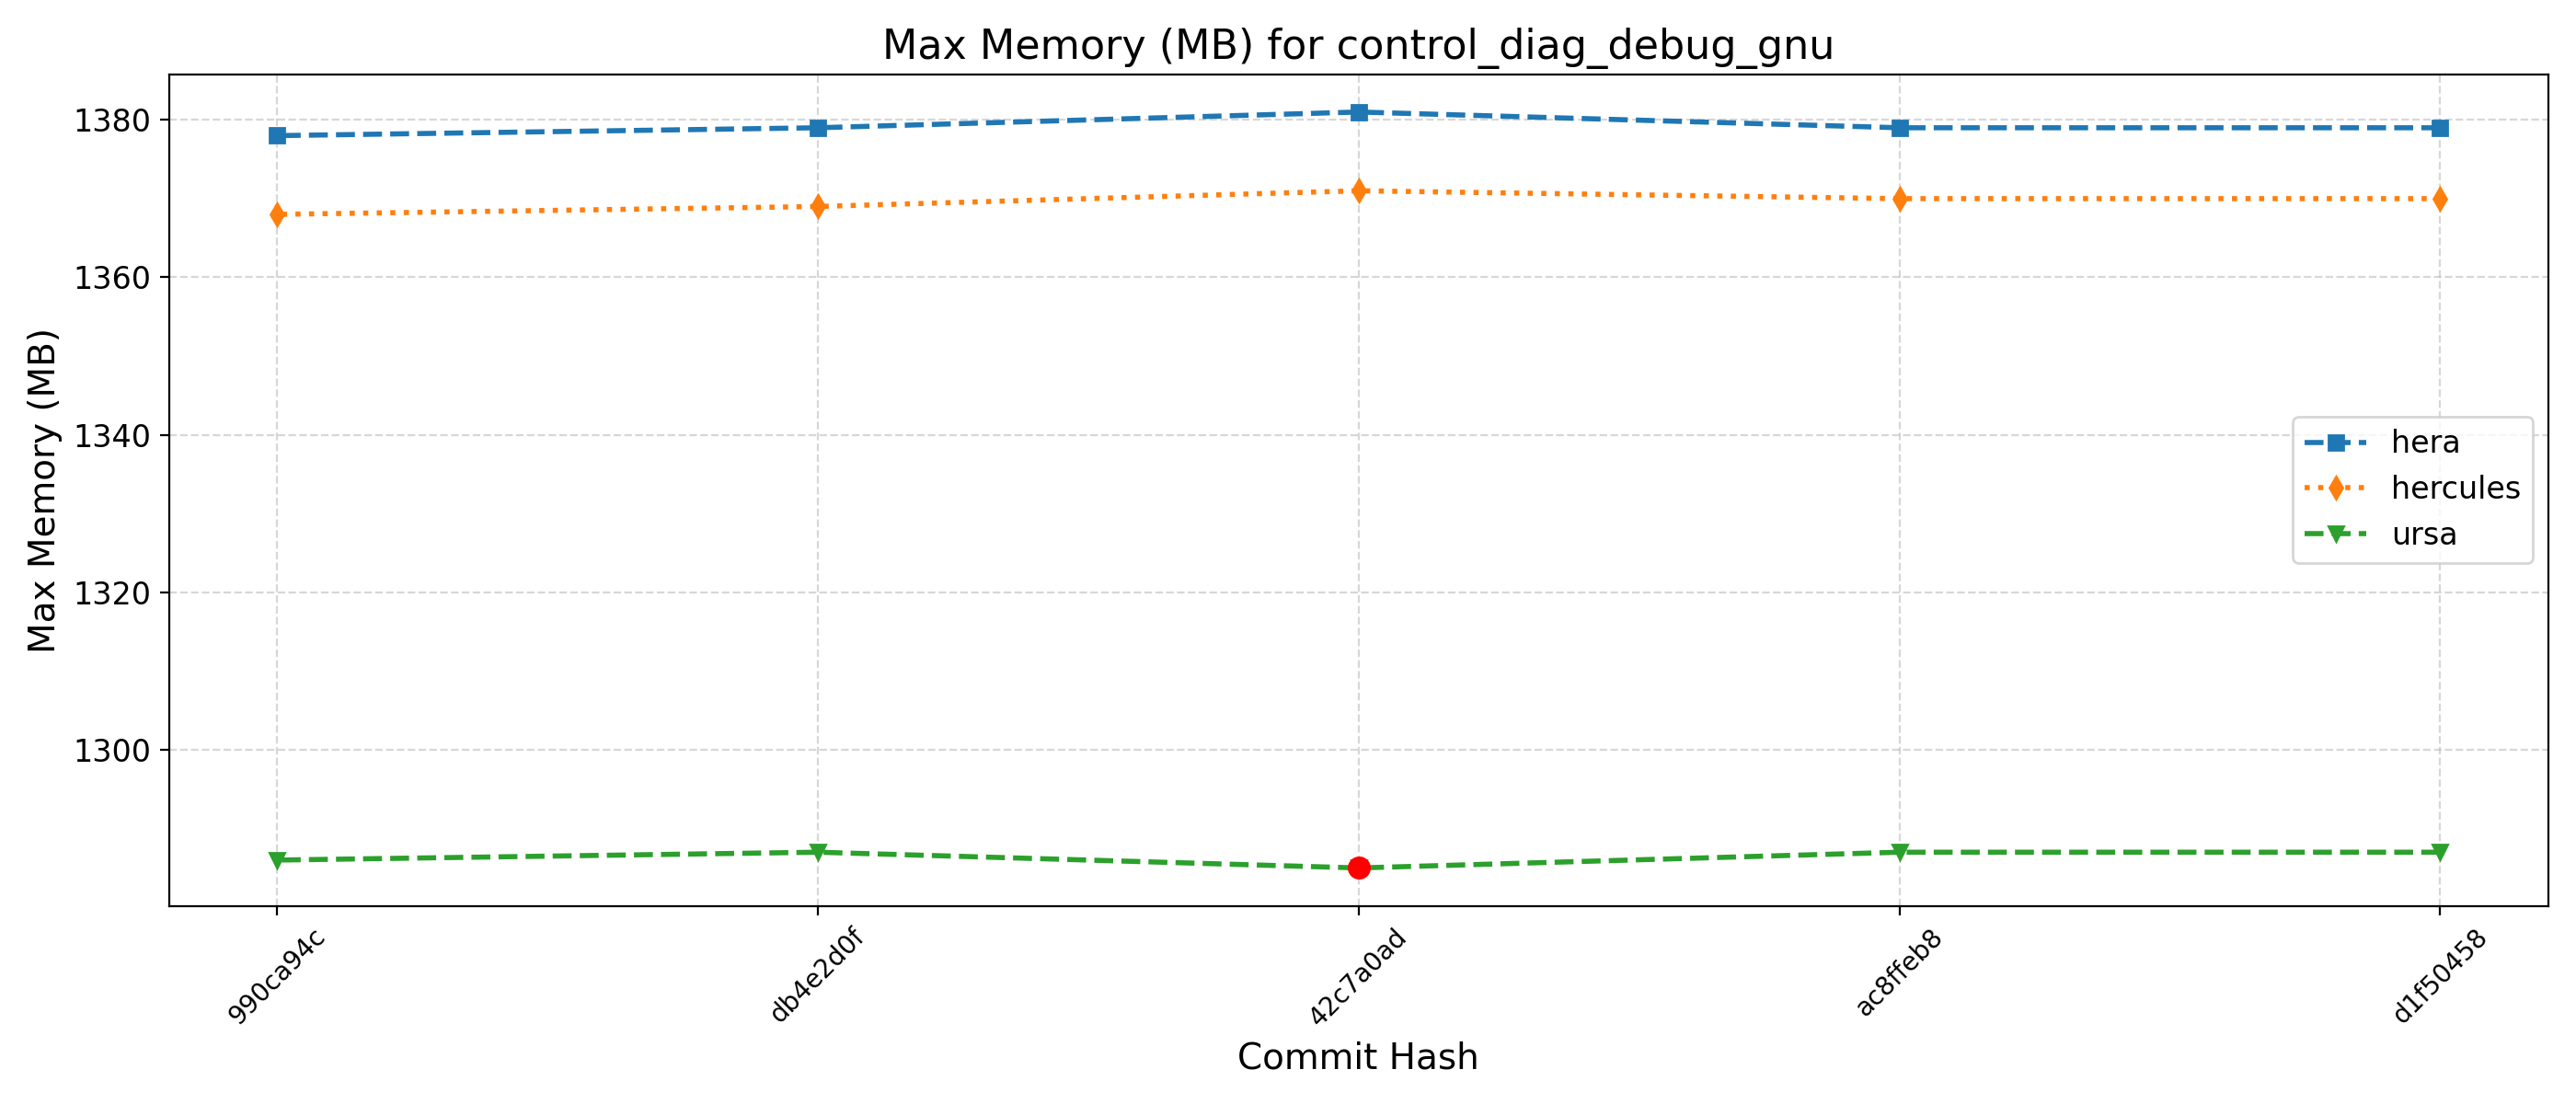 Max Memory (MB) for control_diag_debug_gnu
Max Memory (MB)
1380
1360
1340
1320
1300
hera
hercules
ursa
990ca94c
db4e2d0f
42c7a0ad
ac8ffeb8
d1f50458
Commit Hash